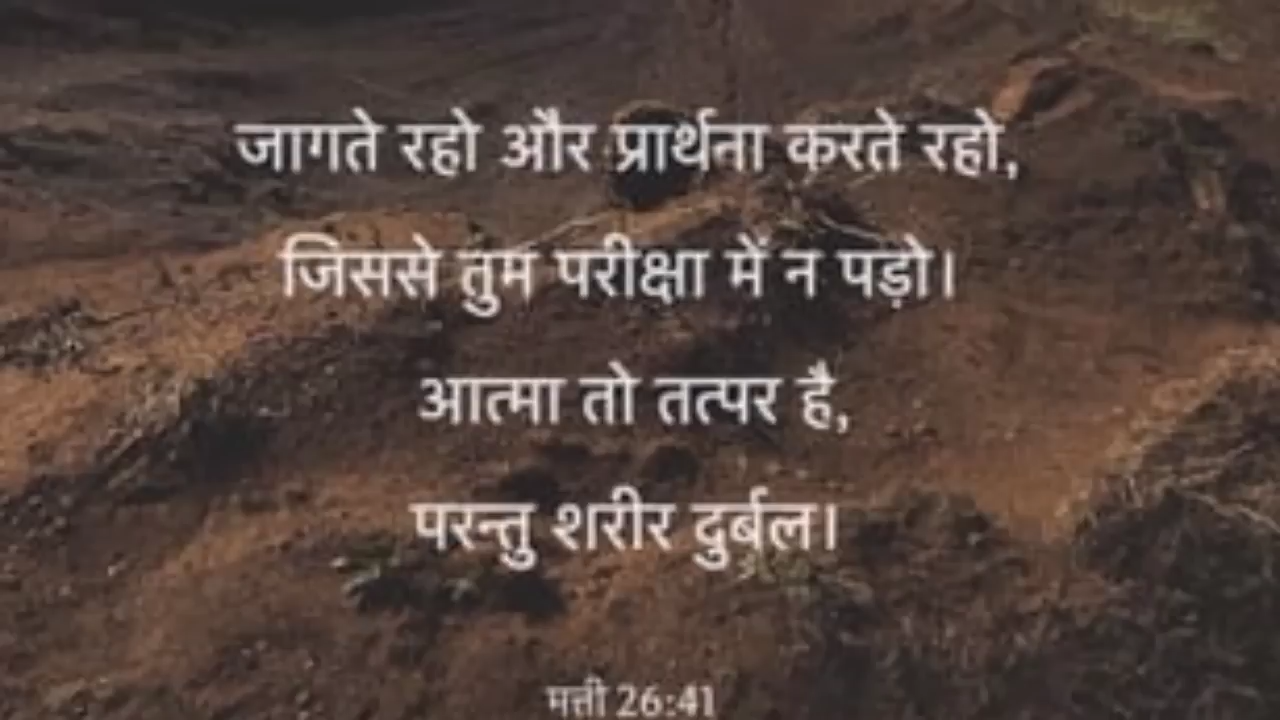 जागते रहो और प्रार्थना करते रहो,
जिससे तुम परीक्षा में न पड़ो।
आत्मा तो तत्पर है,
परन्तु शरीर दुर्बल।
मत्ती 26:41